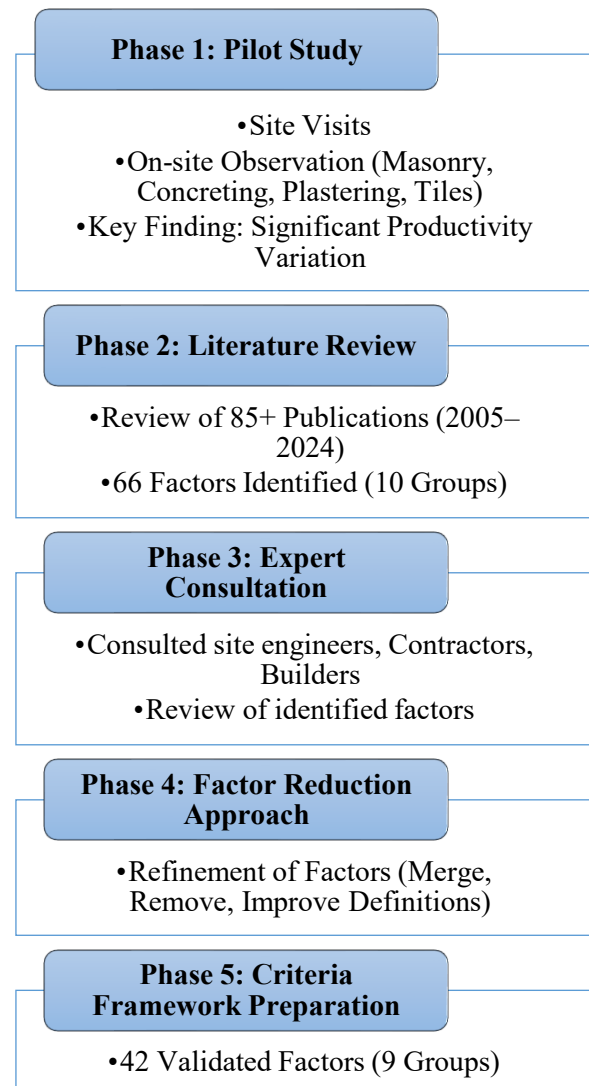 Phase 1: Pilot Study
•Site Visits
•On-site Observation (Masonry,
Concreting, Plastering, Tiles)
•Key Finding: Significant Productivity
Variation
Phase 2: Literature Review
•Review of 85+ Publications (2005–
2024)
•66 Factors Identified (10 Groups)
Phase 3: Expert
Consultation
•Consulted site engineers, Contractors,
Builders
•Review of identified factors
Phase 4: Factor Reduction
Approach
•Refinement of Factors (Merge,
Remove, Improve Definitions)
Phase 5: Criteria
Framework Preparation
•42 Validated Factors (9 Groups)